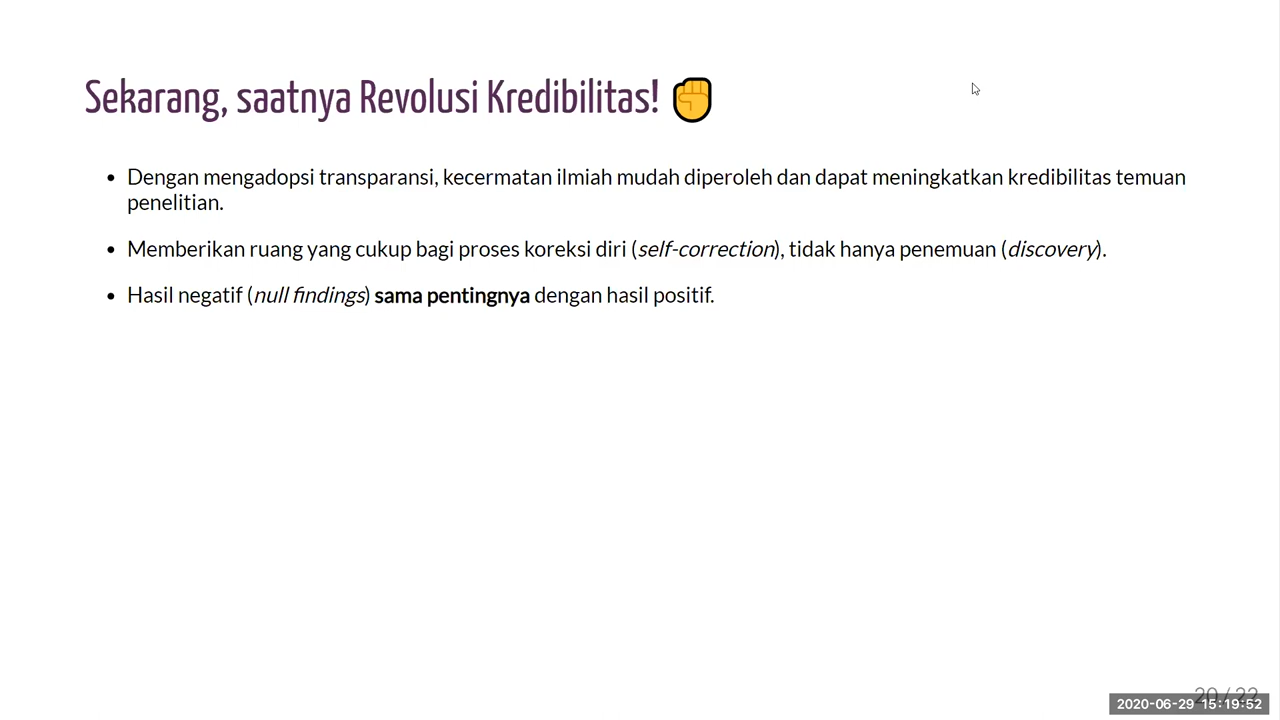 Sekarang, saatnya Revolusi Kredibilitas! ✊
• Dengan mengadopsi transparansi, kecermatan ilmiah mudah diperoleh dan dapat meningkatkan kredibilitas temuan
penelitian.
• Memberikan ruang yang cukup bagi proses koreksi diri (self-correction), tidak hanya penemuan (discovery).
• Hasil negatif (null findings) sama pentingnya dengan hasil positif.
20 / 22
2020-06-29 15:19:52